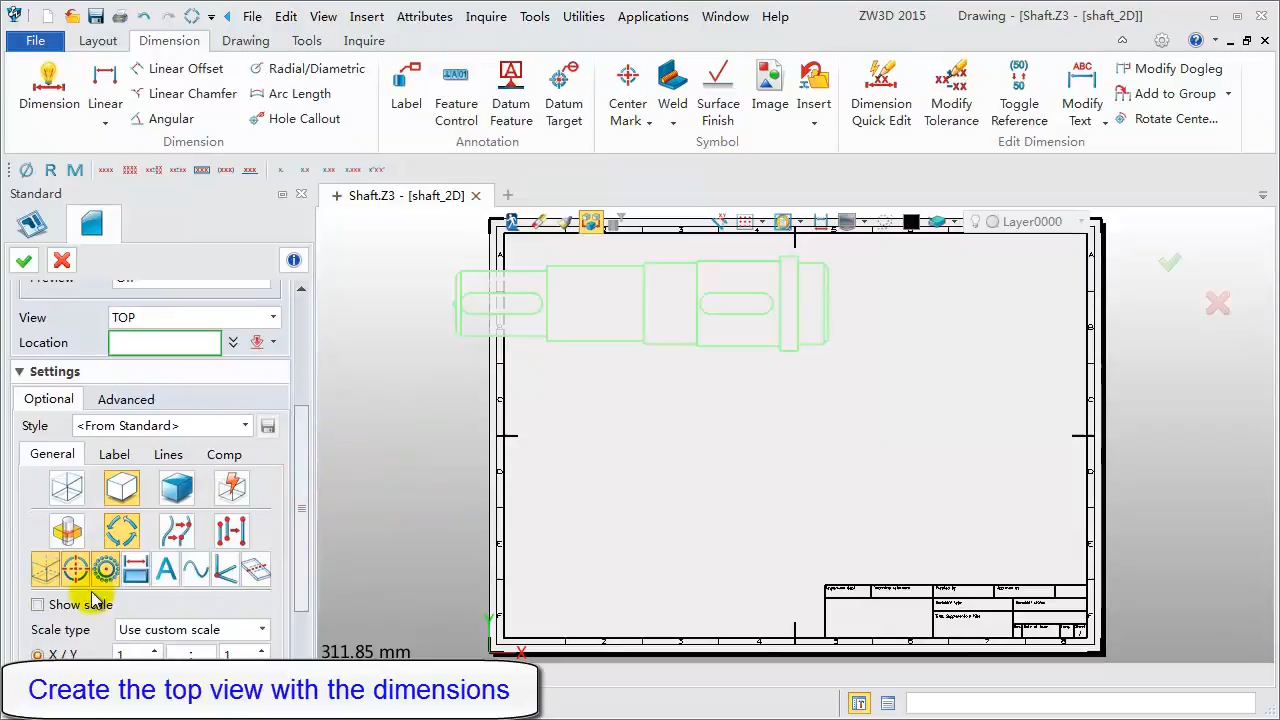 File Edit View Insert Attributes Inquire Tools Utilities Applications Window Help ZW3D 2015 Drawing - [Shaft.Z3 - [shaft_2D]]
File Layout Dimension Drawing Tools Inquire
Dimension
Linear
Linear Offset
Linear Chamfer
Angular
Radial/Diametric
Arc Length
Hole Callout
Dimension
Label
Feature Control
Datum Feature
Datum Target
Annotation
Center Mark
Weld
Surface Finish
Image
Insert
Symbol
Dimension Quick Edit
Modify Tolerance
Toggle Reference
Modify Text
Modify Dogleg
Add to Group
Rotate Cente...
Edit Dimension
Standard
Shaft.Z3 - [shaft_2D]
Layer0000
View TOP
Location
Settings
Optional Advanced
Style <From Standard>
General Label Lines Comp
Show scale
Scale type Use custom scale
X / Y 1 : 1
311.85 mm
Y
X
Create the top view with the dimensions